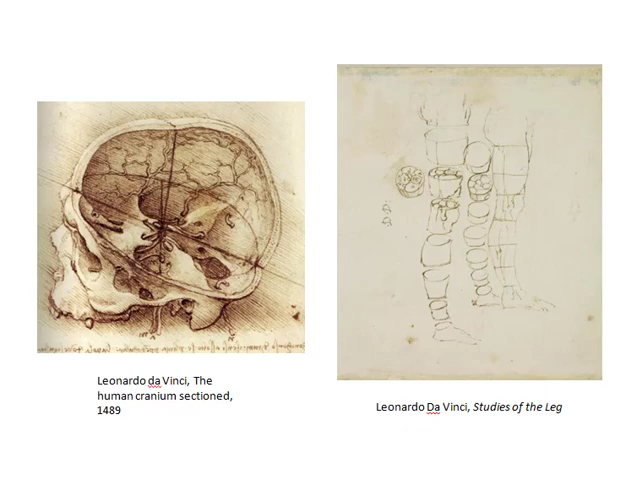 Leonardo da Vinci, The
human cranium sectioned,
1489
Leonardo Da Vinci, Studies of the Leg